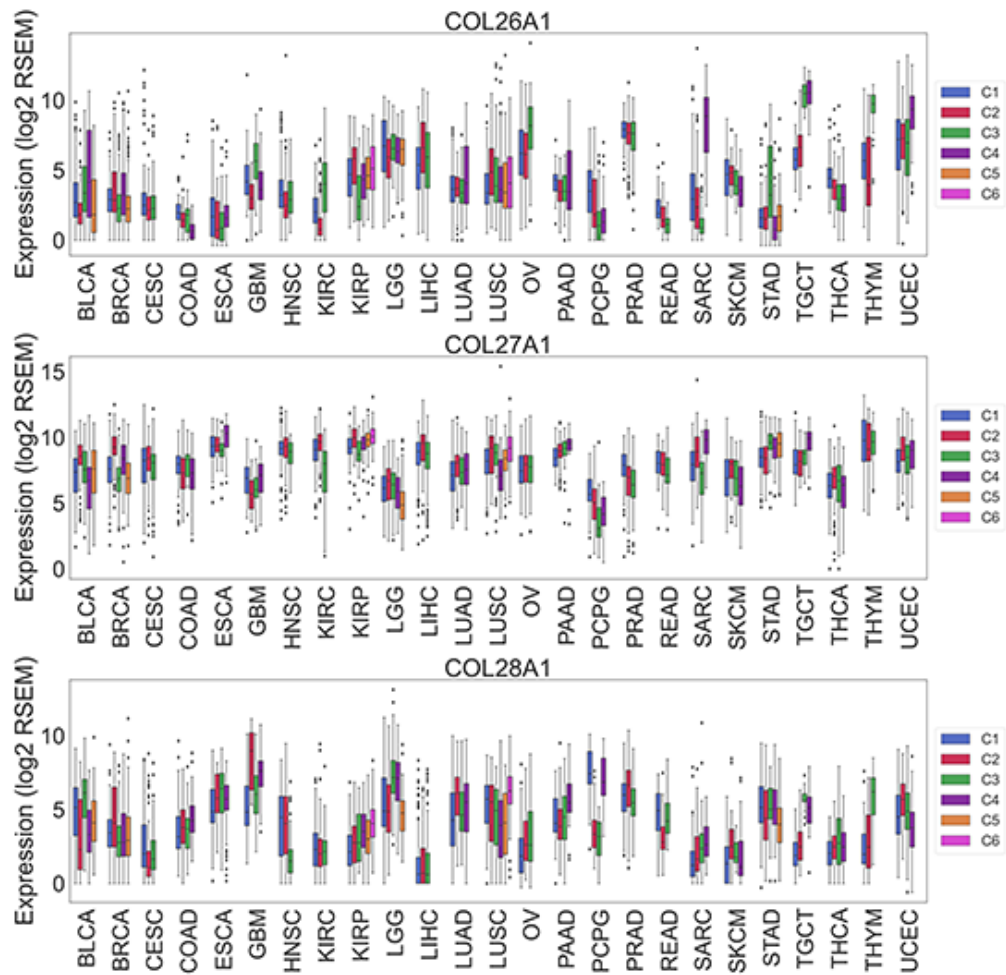 COL26A1
Expression (log2 RSEM)
10
5
0
C1
C2
C3
C4
C5
C6
BLCA BRCA CESC COAD ESCA GBM HNSC KIRC KIRP LGG LIHC LUAD LUSC OV PAAD PCPG PRAD READ SARC SKCM STAD TGCT THCA THYM UCEC
COL27A1
Expression (log2 RSEM)
15
10
5
0
C1
C2
C3
C4
C5
C6
BLCA BRCA CESC COAD ESCA GBM HNSC KIRC KIRP LGG LIHC LUAD LUSC OV PAAD PCPG PRAD READ SARC SKCM STAD TGCT THCA THYM UCEC
COL28A1
Expression (log2 RSEM)
10
5
0
C1
C2
C3
C4
C5
C6
BLCA BRCA CESC COAD ESCA GBM HNSC KIRC KIRP LGG LIHC LUAD LUSC OV PAAD PCPG PRAD READ SARC SKCM STAD TGCT THCA THYM UCEC